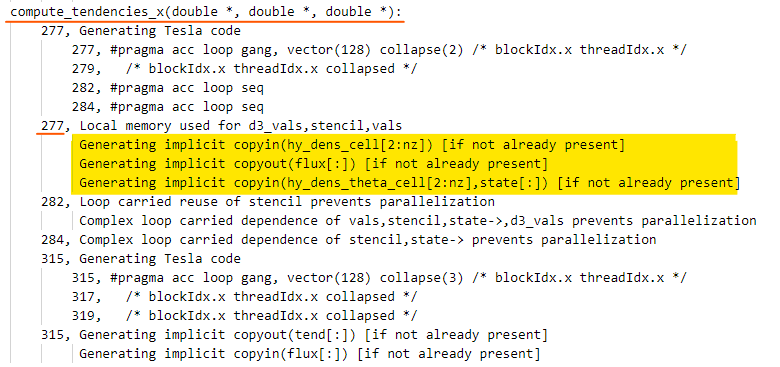 compute_tendencies_x(double *, double *, double *):
277, Generating Tesla code
277, #pragma acc loop gang, vector(128) collapse(2) /* blockIdx.x threadIdx.x */
279,   /* blockIdx.x threadIdx.x collapsed */
282, #pragma acc loop seq
284, #pragma acc loop seq
277, Local memory used for d3_vals,stencil,vals
Generating implicit copyin(hy_dens_cell[2:nz]) [if not already present]
Generating implicit copyout(flux[:]) [if not already present]
Generating implicit copyin(hy_dens_theta_cell[2:nz],state[:]) [if not already present]
282, Loop carried reuse of stencil prevents parallelization
Complex loop carried dependence of vals,stencil,state->,d3_vals prevents parallelization
284, Complex loop carried dependence of stencil,state-> prevents parallelization
315, Generating Tesla code
315, #pragma acc loop gang, vector(128) collapse(3) /* blockIdx.x threadIdx.x */
317,   /* blockIdx.x threadIdx.x collapsed */
319,   /* blockIdx.x threadIdx.x collapsed */
315, Generating implicit copyout(tend[:]) [if not already present]
Generating implicit copyin(flux[:]) [if not already present]